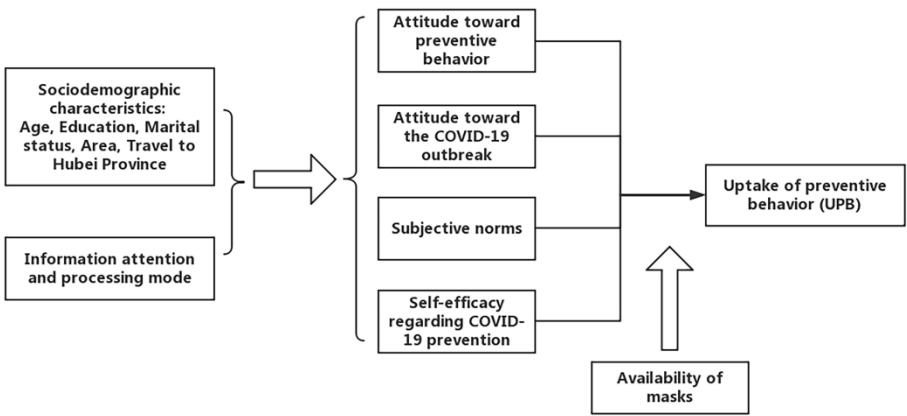 Sociodemographic
characteristics:
Age, Education, Marital
status, Area, Travel to
Hubei Province
Information attention
and processing mode
Attitude toward
preventive
behavior
Attitude toward
the COVID-19
outbreak
Subjective norms
Self-efficacy
regarding COVID-
19 prevention
Uptake of preventive
behavior (UPB)
Availability of
masks